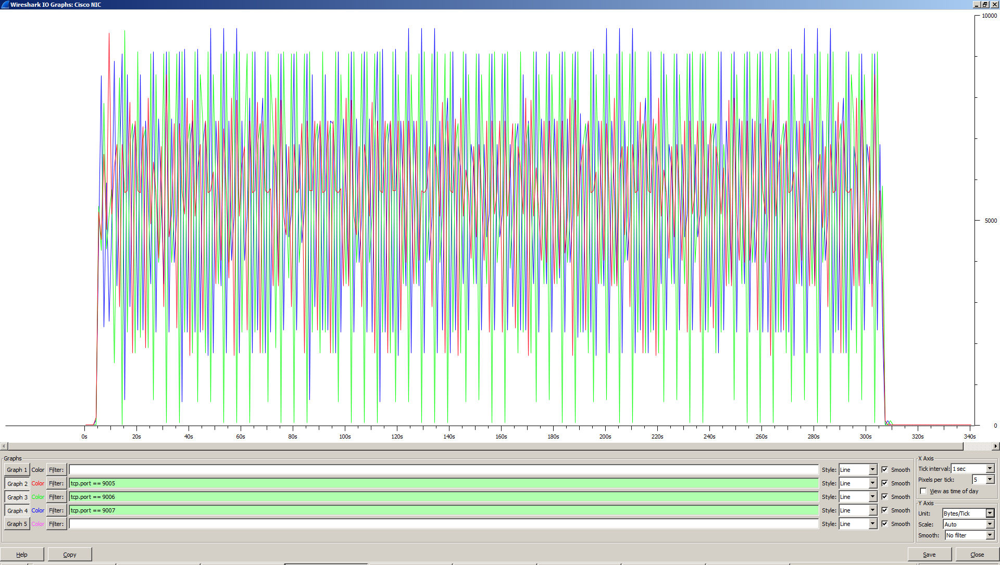 Wireshark IO Graphs: Cisco NIC
10000
5000
0
0s 20s 40s 60s 80s 100s 120s 140s 160s 180s 200s 220s 240s 260s 280s 300s 320s 340s
Graphs
Graph 1 Color Filter: Style: Line Smooth
Graph 2 Color Filter: tcp.port == 9005 Style: Line Smooth
Graph 3 Color Filter: tcp.port == 9006 Style: Line Smooth
Graph 4 Color Filter: tcp.port == 9007 Style: Line Smooth
Graph 5 Color Filter: Style: Line Smooth
X Axis
Tick interval: 1 sec
Pixels per tick: 5
View as time of day
Y Axis
Unit: Bytes/Tick
Scale: Auto
Smooth: No filter
Help Copy Save Close